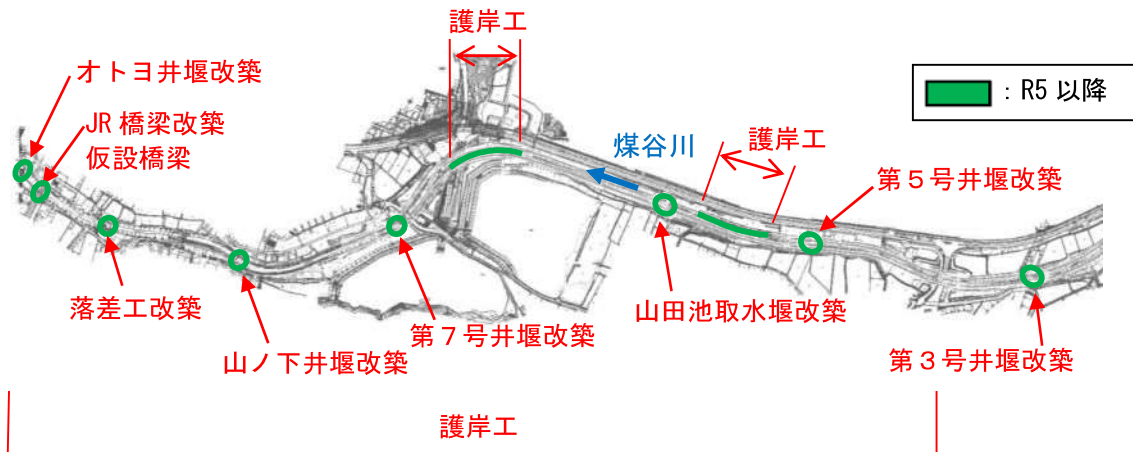 護岸工
オトヨ井堰改築
：R5 以降
JR 橋梁改築
仮設橋梁
煤谷川
護岸工
第５号井堰改築
落差工改築
山ノ下井堰改築
第７号井堰改築
山田池取水堰改築
第３号井堰改築
護岸工